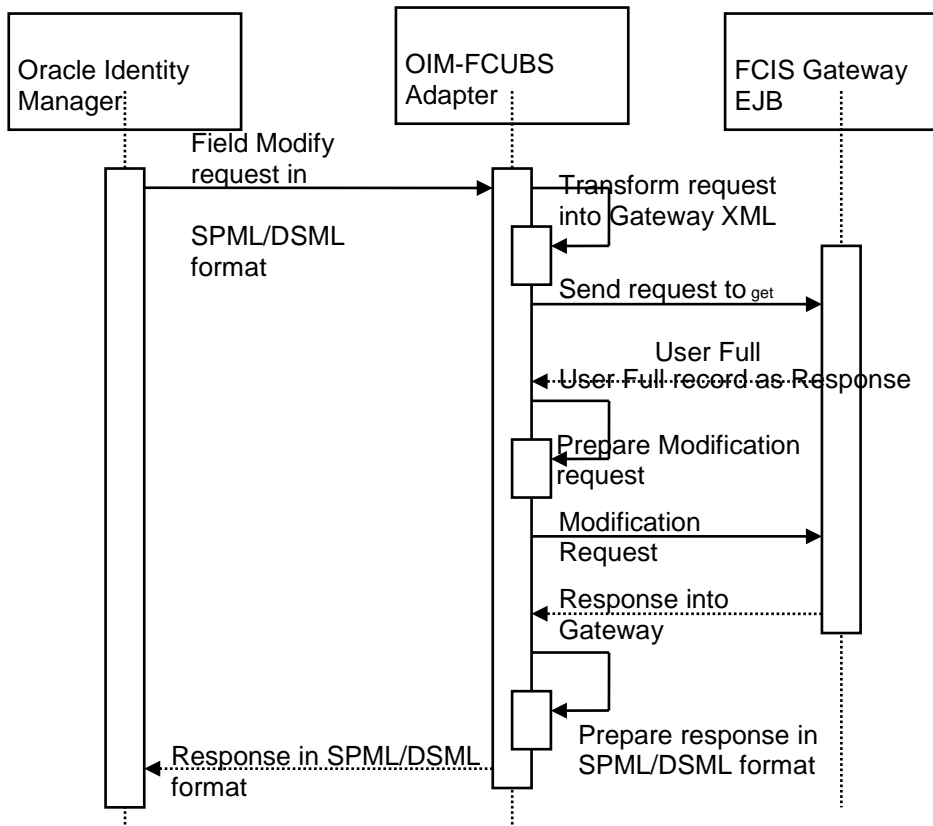 Oracle Identity
Manager
OIM-FCUBS
Adapter
FCIS Gateway
EJB
Field Modify
request in
SPML/DSML
format
Transform request
into Gateway XML
Send request to get
User Full
User Full record as Response
Prepare Modification
request
Modification
Request
Response into
Gateway
Prepare response in
SPML/DSML format
Response in SPML/DSML
format